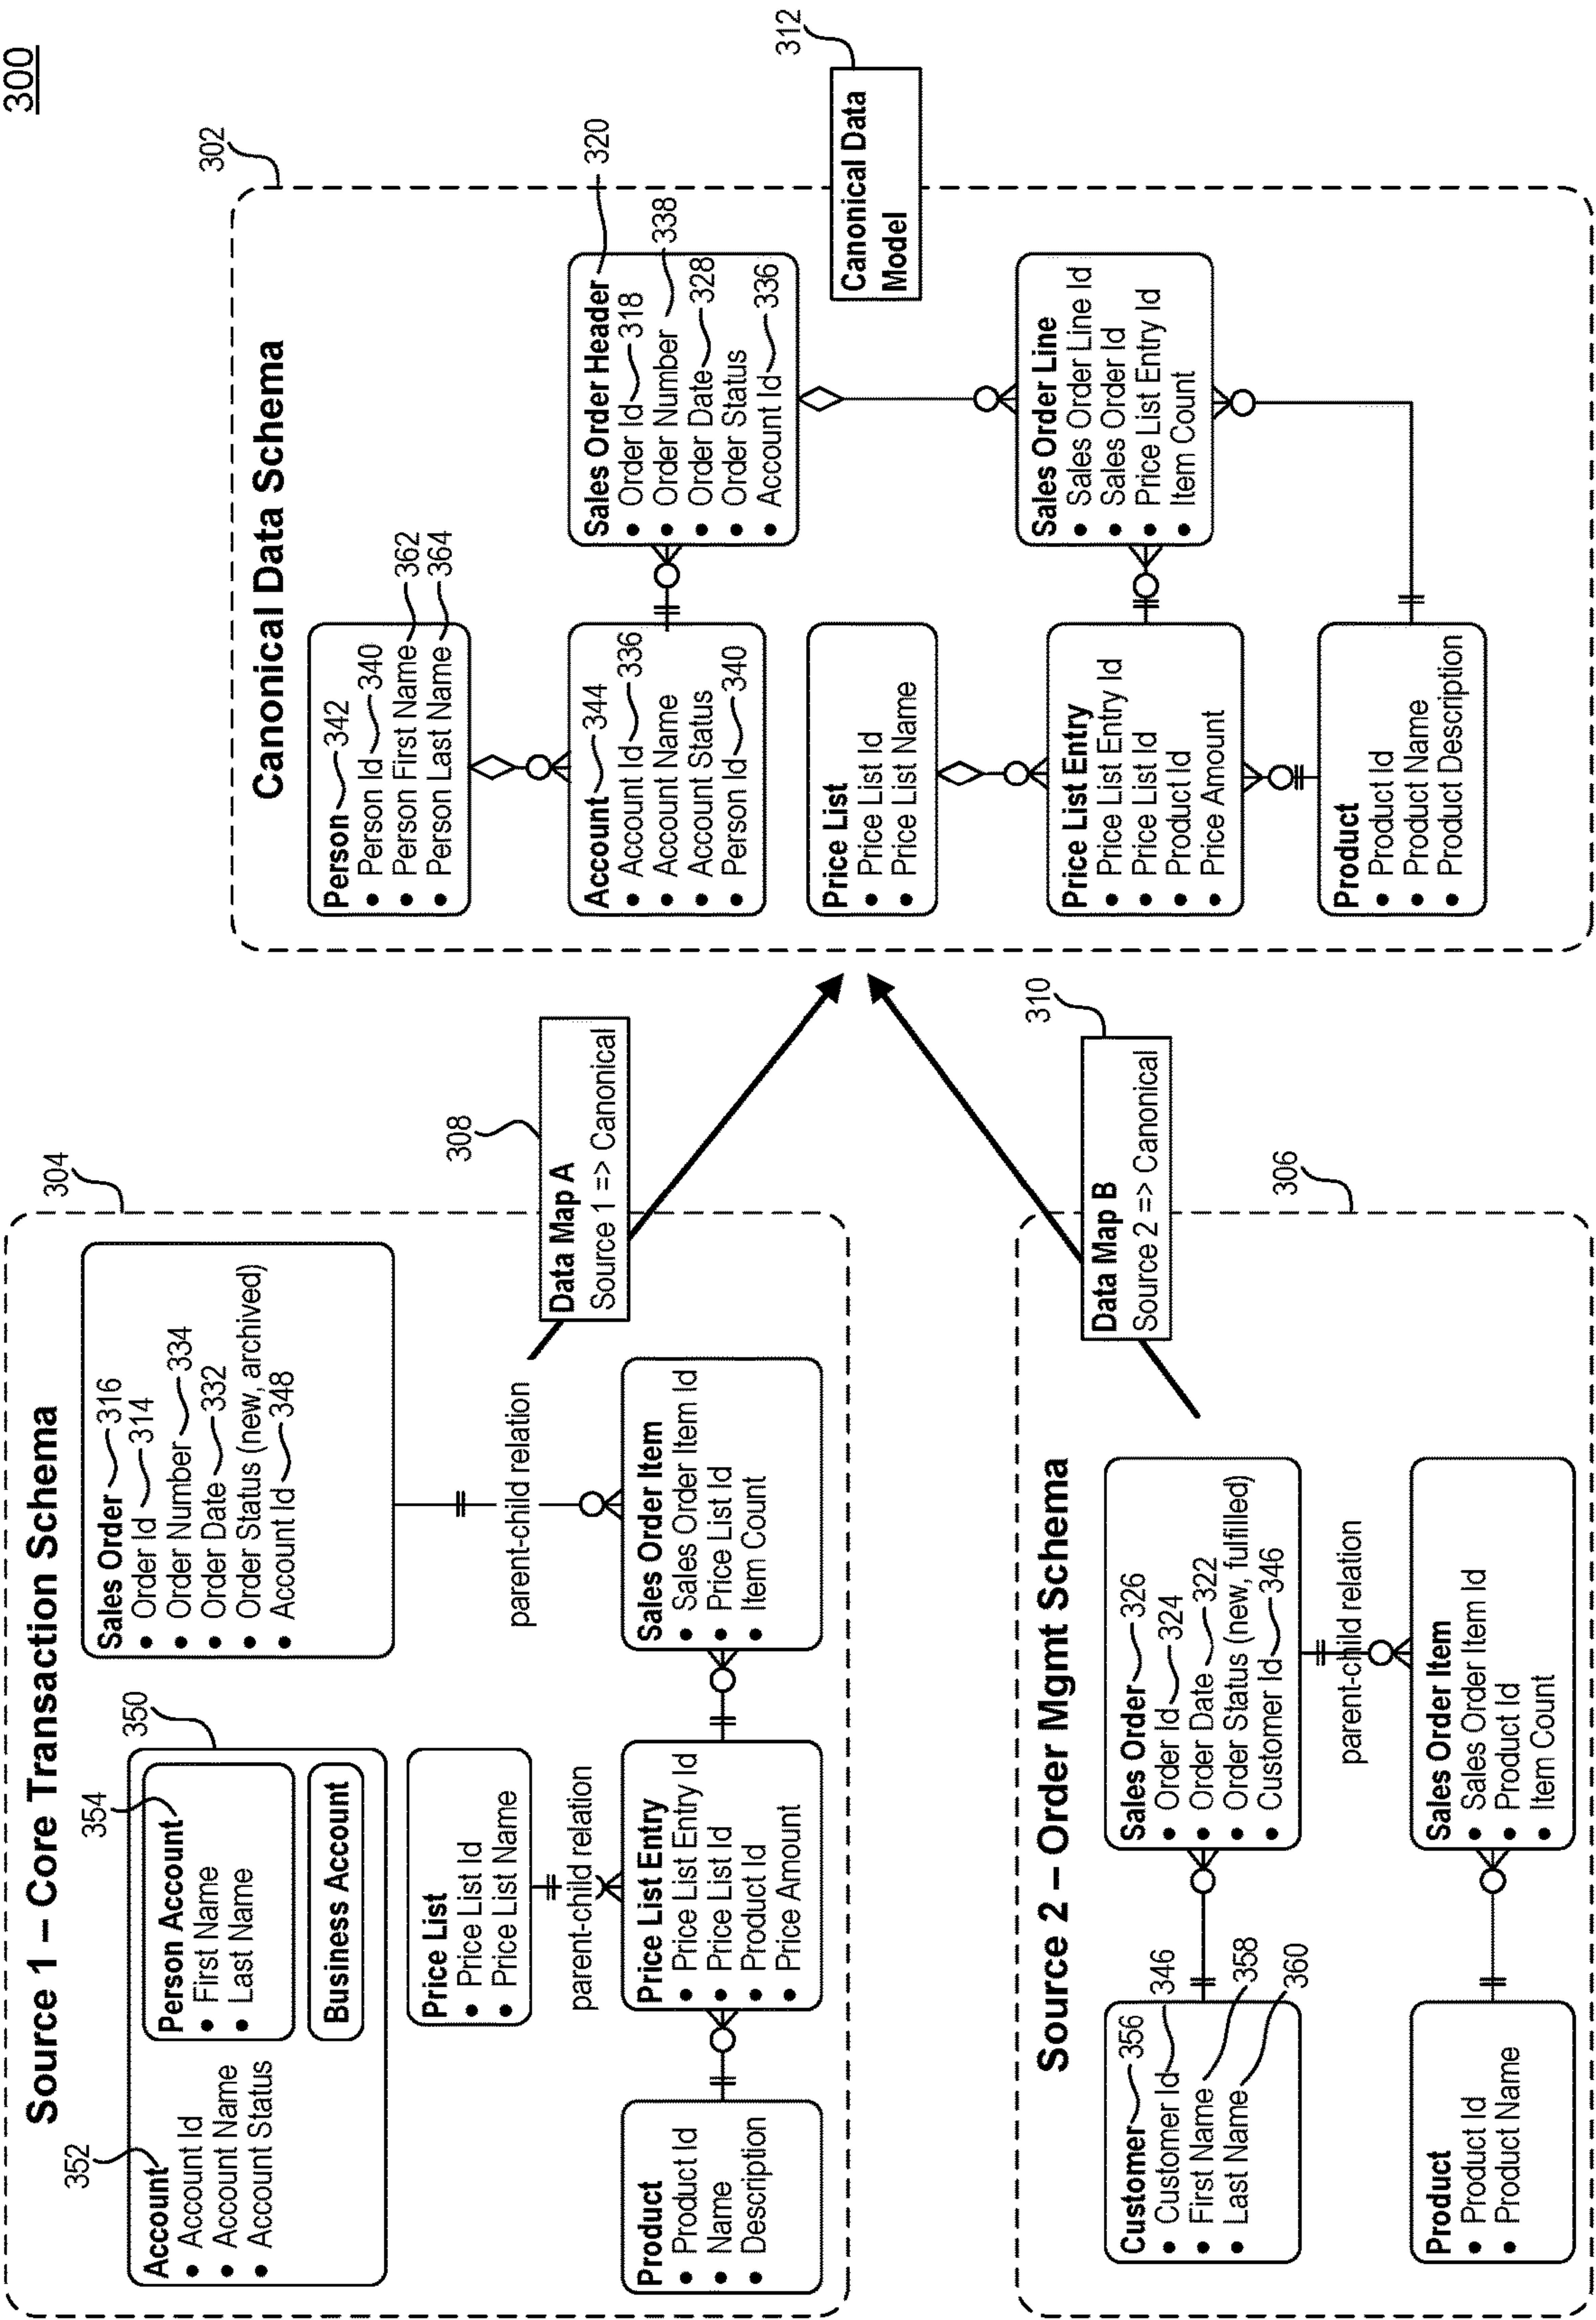 300
Source 1 – Core Transaction Schema
304
Account
352
• Account Id
• Account Name
• Account Status
350
Person Account
354
• First Name
• Last Name
Business Account
Sales Order 316
• Order Id 314
• Order Number 334
• Order Date 332
• Order Status (new, archived)
• Account Id 348
Price List
• Price List Id
• Price List Name
parent-child relation
parent-child relation
Product
• Product Id
• Name
• Description
Price List Entry
• Price List Entry Id
• Price List Id
• Product Id
• Price Amount
Sales Order Item
• Sales Order Item Id
• Price List Id
• Item Count
308
Data Map A
Source 1 => Canonical
Source 2 – Order Mgmt Schema
306
Customer 356
• Customer Id 346
• First Name 358
• Last Name 360
Sales Order 326
• Order Id 324
• Order Date 322
• Order Status (new, fulfilled)
• Customer Id 346
parent-child relation
Product
• Product Id
• Product Name
Sales Order Item
• Sales Order Item Id
• Product Id
• Item Count
310
Data Map B
Source 2 => Canonical
Canonical Data Schema
302
Person 342
• Person Id 340
• Person First Name 362
• Person Last Name 364
Account 344
• Account Id 336
• Account Name
• Account Status
• Person Id 340
Sales Order Header 320
• Order Id 318
• Order Number 338
• Order Date 328
• Order Status
• Account Id 336
Price List
• Price List Id
• Price List Name
312
Canonical Data
Model
Price List Entry
• Price List Entry Id
• Price List Id
• Product Id
• Price Amount
Sales Order Line
• Sales Order Line Id
• Sales Order Id
• Price List Entry Id
• Item Count
Product
• Product Id
• Product Name
• Product Description